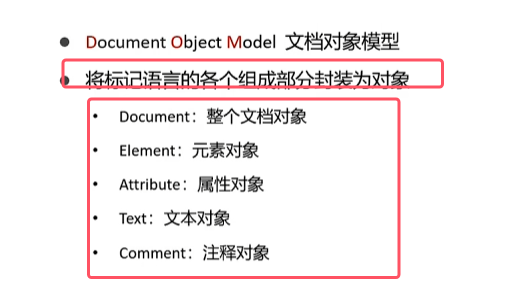 ● Document Object Model 文档对象模型
● 将标记语言的各个组成部分封装为对象
• Document：整个文档对象
• Element：元素对象
• Attribute：属性对象
• Text：文本对象
• Comment：注释对象